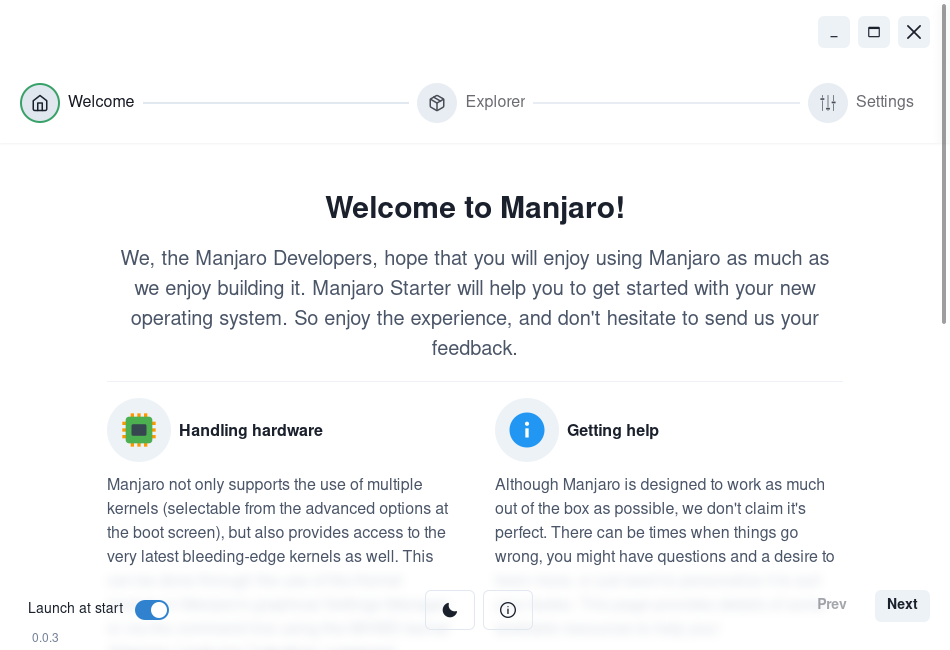 Welcome
Explorer
Settings
Welcome to Manjaro!
We, the Manjaro Developers, hope that you will enjoy using Manjaro as much as
we enjoy building it. Manjaro Starter will help you to get started with your new
operating system. So enjoy the experience, and don't hesitate to send us your
feedback.
Handling hardware
Manjaro not only supports the use of multiple
kernels (selectable from the advanced options at
the boot screen), but also provides access to the
very latest bleeding-edge kernels as well. This
Getting help
Although Manjaro is designed to work as much
out of the box as possible, we don't claim it's
perfect. There can be times when things go
wrong, you might have questions and a desire to
Launch at start
Prev
Next
0.0.3